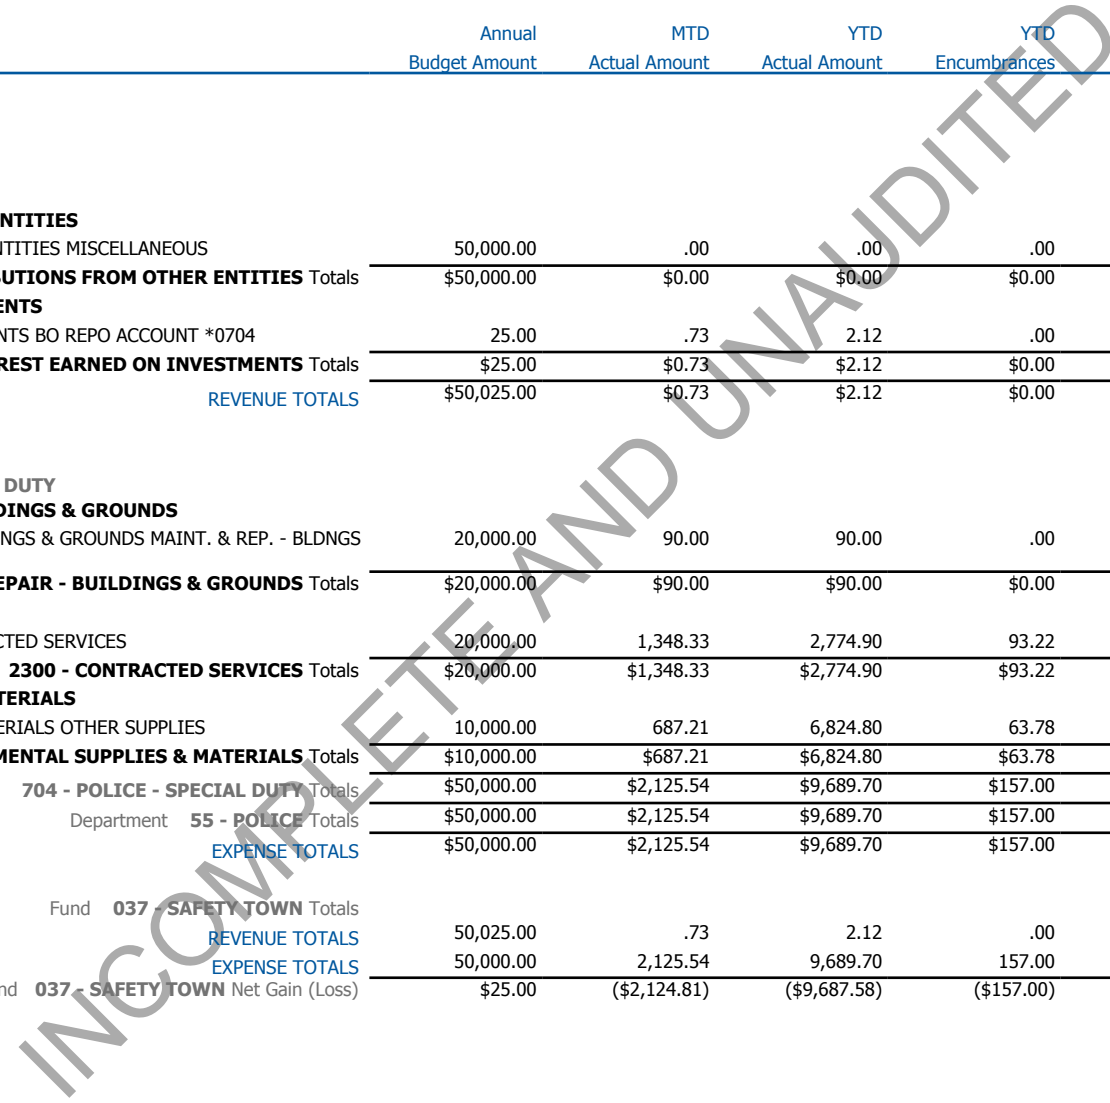 Annual MTD YTD YTD
Budget Amount Actual Amount Actual Amount Encumbrances
NTITIES
NTITIES MISCELLANEOUS 50,000.00 .00 .00 .00
BUTIONS FROM OTHER ENTITIES Totals $50,000.00 $0.00 $0.00 $0.00
ENTS
NTS BO REPO ACCOUNT *0704 25.00 .73 2.12 .00
REST EARNED ON INVESTMENTS Totals $25.00 $0.73 $2.12 $0.00
REVENUE TOTALS $50,025.00 $0.73 $2.12 $0.00
DUTY
DINGS & GROUNDS
NGS & GROUNDS MAINT. & REP. - BLDNGS 20,000.00 90.00 90.00 .00
EPAIR - BUILDINGS & GROUNDS Totals $20,000.00 $90.00 $90.00 $0.00
CTED SERVICES 20,000.00 1,348.33 2,774.90 93.22
2300 - CONTRACTED SERVICES Totals $20,000.00 $1,348.33 $2,774.90 $93.22
TERIALS
ERIALS OTHER SUPPLIES 10,000.00 687.21 6,824.80 63.78
MENTAL SUPPLIES & MATERIALS Totals $10,000.00 $687.21 $6,824.80 $63.78
704 - POLICE - SPECIAL DUTY Totals $50,000.00 $2,125.54 $9,689.70 $157.00
Department 55 - POLICE Totals $50,000.00 $2,125.54 $9,689.70 $157.00
EXPENSE TOTALS $50,000.00 $2,125.54 $9,689.70 $157.00
Fund 037 - SAFETY TOWN Totals
REVENUE TOTALS 50,025.00 .73 2.12 .00
EXPENSE TOTALS 50,000.00 2,125.54 9,689.70 157.00
nd 037 - SAFETY TOWN Net Gain (Loss) $25.00 ($2,124.81) ($9,687.58) ($157.00)
INCOMPLETE AND UNAUDITED